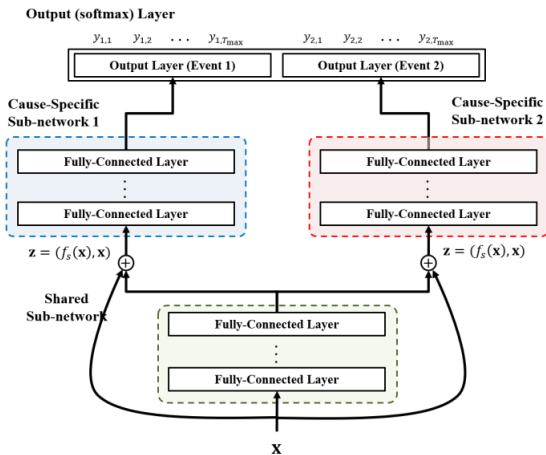 Output (softmax) Layer
y1,1 y1,2 . . . y1,Tmax y2,1 y2,2 . . . y2,Tmax
Output Layer (Event 1) Output Layer (Event 2)
Cause-Specific
Sub-network 1
Cause-Specific
Sub-network 2
Fully-Connected Layer
Fully-Connected Layer
Fully-Connected Layer
Fully-Connected Layer
z = (fs(x), x)
z = (fs(x), x)
Shared
Sub-network
Fully-Connected Layer
Fully-Connected Layer
x